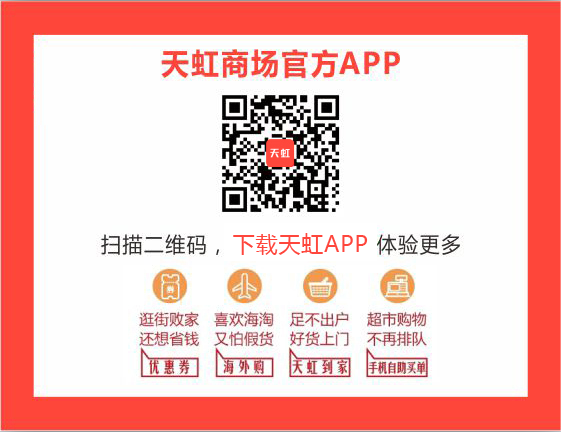 天虹商场官方APP
天虹
扫描二维码，下载天虹APP 体验更多
券
逛街败家 喜欢海淘 足不出户 超市购物
还想省钱 又怕假货 好货上门 不再排队
优惠券 海外购 天虹到家 手机自助买单